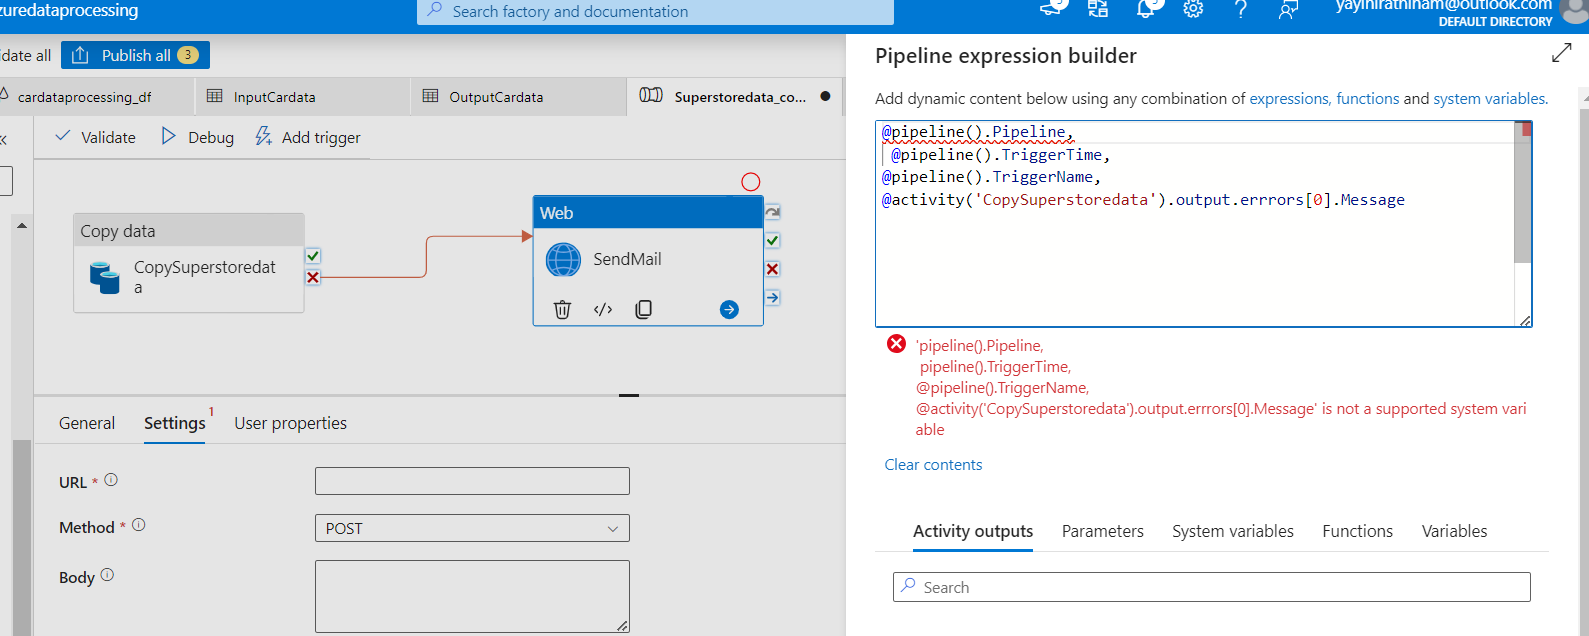 zuredataprocessing
Search factory and documentation
yayinirathinam@outlook.com
DEFAULT DIRECTORY
date all
Publish all 3
cardataprocessing_df
InputCardata
OutputCardata
Superstoredata_co...
Validate
Debug
Add trigger
Copy data
CopySuperstoredat
a
Web
SendMail
General
Settings 1
User properties
URL *
Method *
POST
Body
Pipeline expression builder
Add dynamic content below using any combination of expressions, functions and system variables.
@pipeline().Pipeline,
@pipeline().TriggerTime,
@pipeline().TriggerName,
@activity('CopySuperstoredata').output.errrors[0].Message
'pipeline().Pipeline,
pipeline().TriggerTime,
@pipeline().TriggerName,
@activity('CopySuperstoredata').output.errrors[0].Message' is not a supported system vari
able
Clear contents
Activity outputs
Parameters
System variables
Functions
Variables
Search